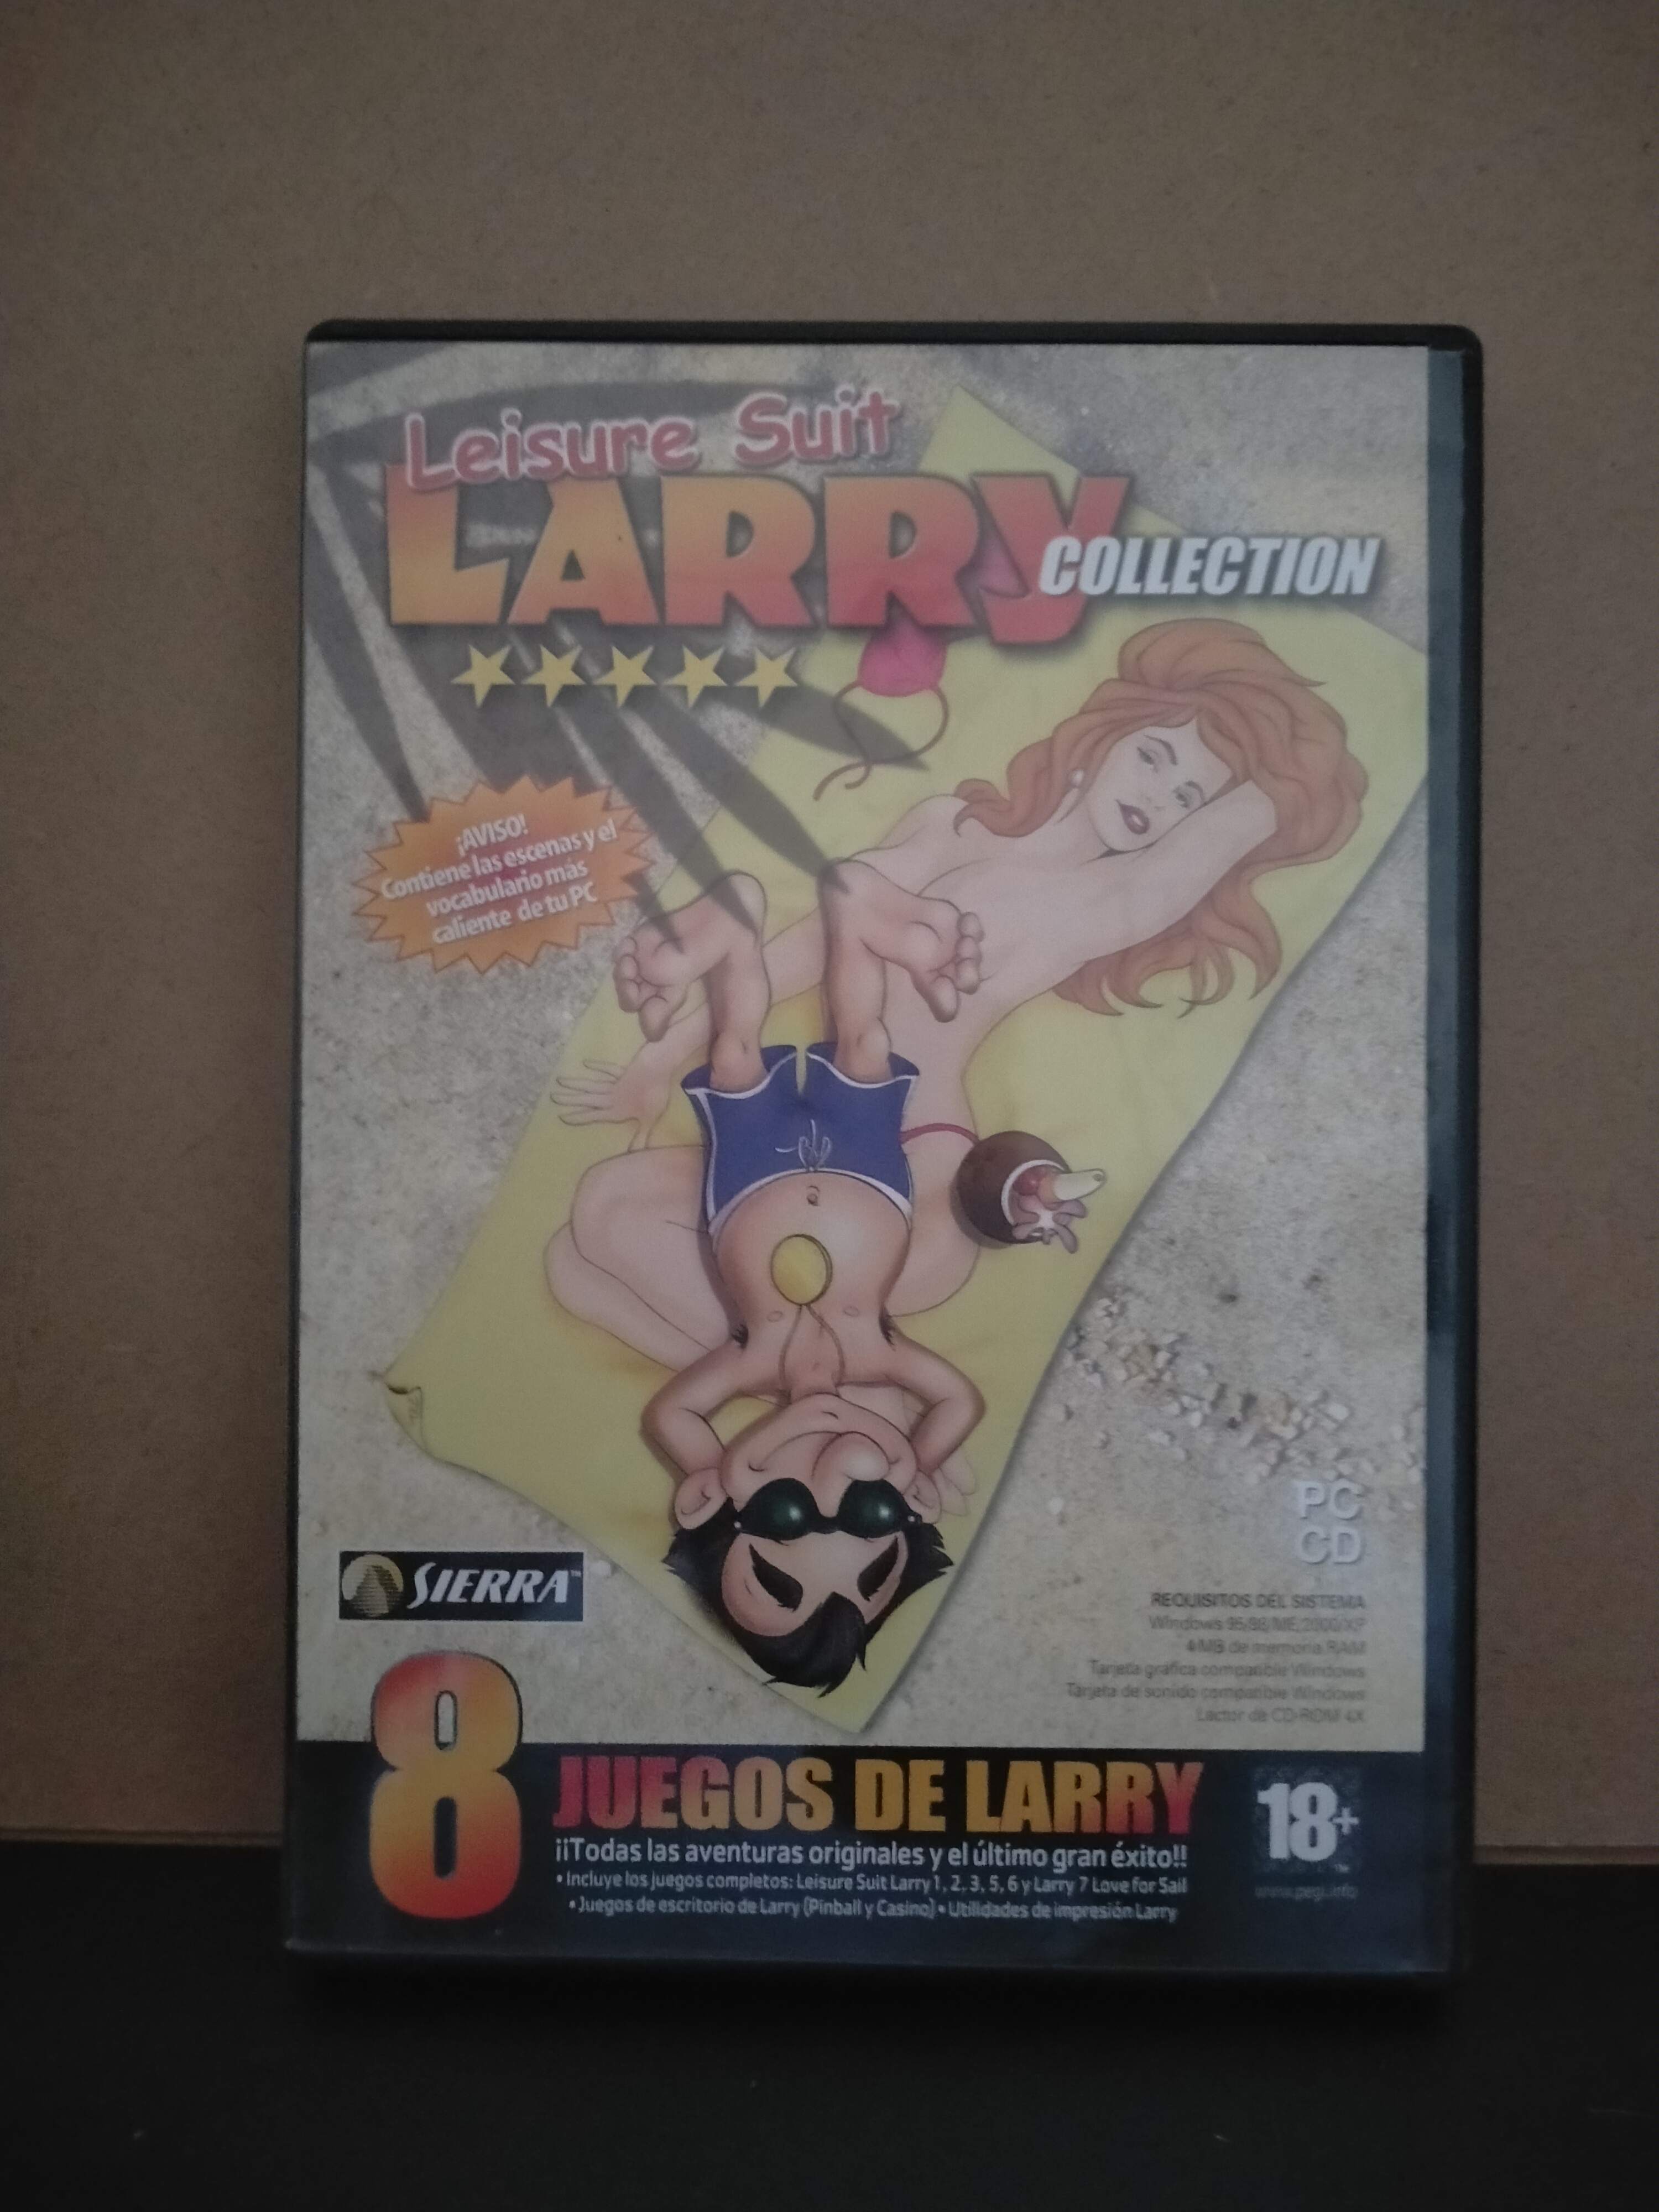 Leisure Suit
LARRY
COLLECTION
¡AVISO!
Contiene las escenas y el
vocabulario más
caliente de tu PC
PC
CD
SIERRA™
REQUISITOS DEL SISTEMA
Windows 95/98/ME/2000/XP
4 MB de memoria RAM
Tarjeta gráfica compatible Windows
Tarjeta de sonido compatible Windows
Lector de CD-ROM 4X
8 JUEGOS DE LARRY
¡¡Todas las aventuras originales y el último gran éxito!!
• Incluye los juegos completos: Leisure Suit Larry 1, 2, 3, 5, 6 y Larry 7 Love for Sail
• Juegos de escritorio de Larry (Pinball y Casino) • Utilidades de impresión Larry
18+
www.pegi.info